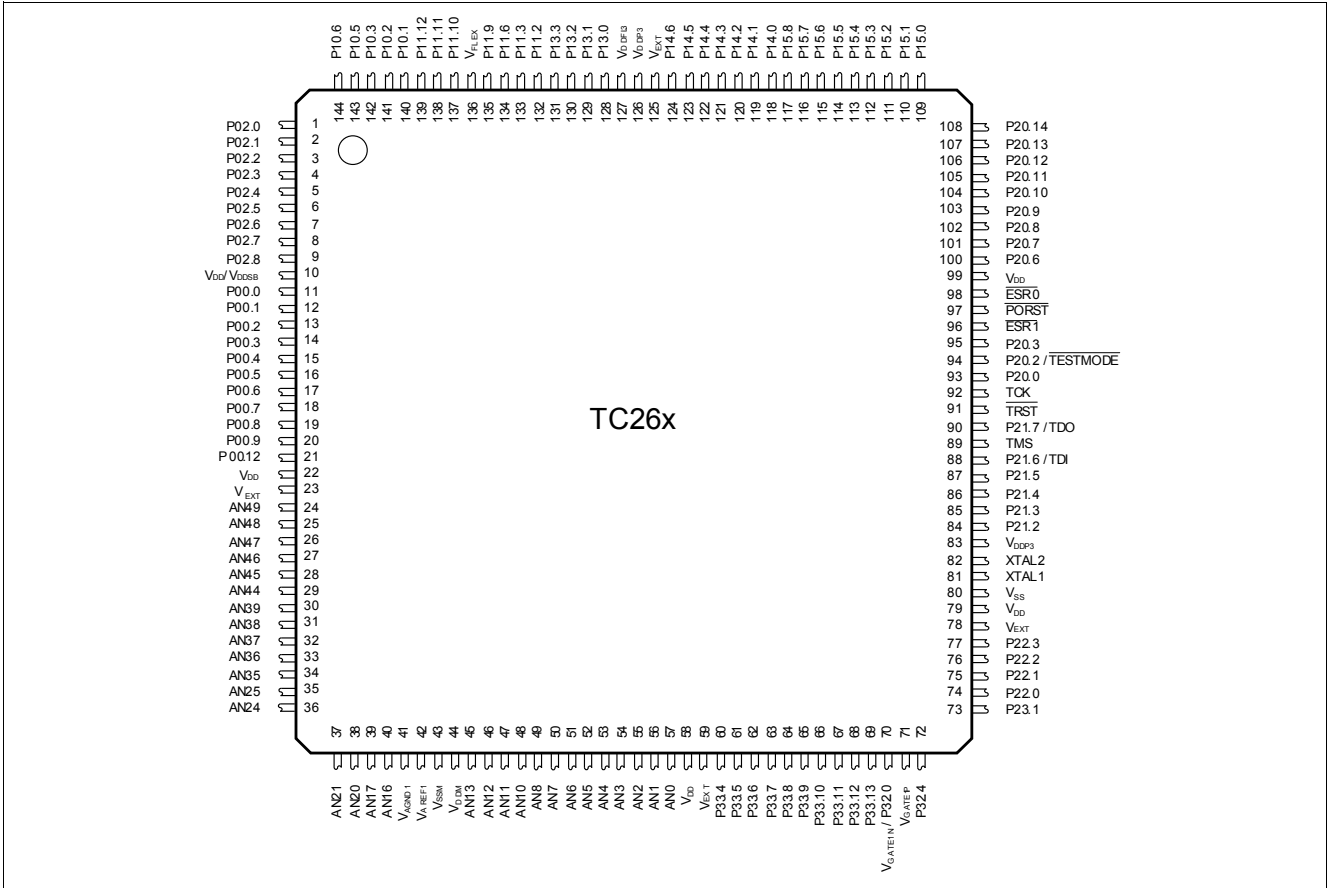 P10.6 P10.5 P10.3 P10.2 P10.1 P11.12 P11.11 P11.10 VFLEX P11.9 P11.6 P11.3 P11.2 P13.3 P13.2 P13.1 P13.0 VDDFl3 VDDP3 VEXT P14.6 P14.5 P14.4 P14.3 P14.2 P14.1 P14.0 P15.8 P15.7 P15.6 P15.5 P15.4 P15.3 P15.2 P15.1 P15.0
144 143 142 141 140 139 138 137 136 135 134 133 132 131 130 129 128 127 126 125 124 123 122 121 120 119 118 117 116 115 114 113 112 111 110 109
P02.0 1
P02.1 2
P02.2 3
P02.3 4
P02.4 5
P02.5 6
P02.6 7
P02.7 8
P02.8 9
VDD/VDDSB 10
P00.0 11
P00.1 12
P00.2 13
P00.3 14
P00.4 15
P00.5 16
P00.6 17
P00.7 18
P00.8 19
P00.9 20
P00.12 21
VDD 22
VEXT 23
AN49 24
AN48 25
AN47 26
AN46 27
AN45 28
AN44 29
AN39 30
AN38 31
AN37 32
AN36 33
AN35 34
AN25 35
AN24 36
TC26x
108 P20.14
107 P20.13
106 P20.12
105 P20.11
104 P20.10
103 P20.9
102 P20.8
101 P20.7
100 P20.6
99 VDD
98 ESR0
97 PORST
96 ESR1
95 P20.3
94 P20.2 / TESTMODE
93 P20.0
92 TCK
91 TRST
90 P21.7 / TDO
89 TMS
88 P21.6 / TDI
87 P21.5
86 P21.4
85 P21.3
84 P21.2
83 VDDP3
82 XTAL2
81 XTAL1
80 VSS
79 VDD
78 VEXT
77 P22.3
76 P22.2
75 P22.1
74 P22.0
73 P23.1
37 38 39 40 41 42 43 44 45 46 47 48 49 50 51 52 53 54 55 56 57 58 59 60 61 62 63 64 65 66 67 68 69 70 71 72
AN21 AN20 AN17 AN16 VAGND1 VAREF1 VSSM VDDM AN13 AN12 AN11 AN10 AN8 AN7 AN6 AN5 AN4 AN3 AN2 AN1 AN0 VDD VEXT P33.4 P33.5 P33.6 P33.7 P33.8 P33.9 P33.10 P33.11 P33.12 P33.13 VGATE1N / P32.0 VGATE1P P32.4